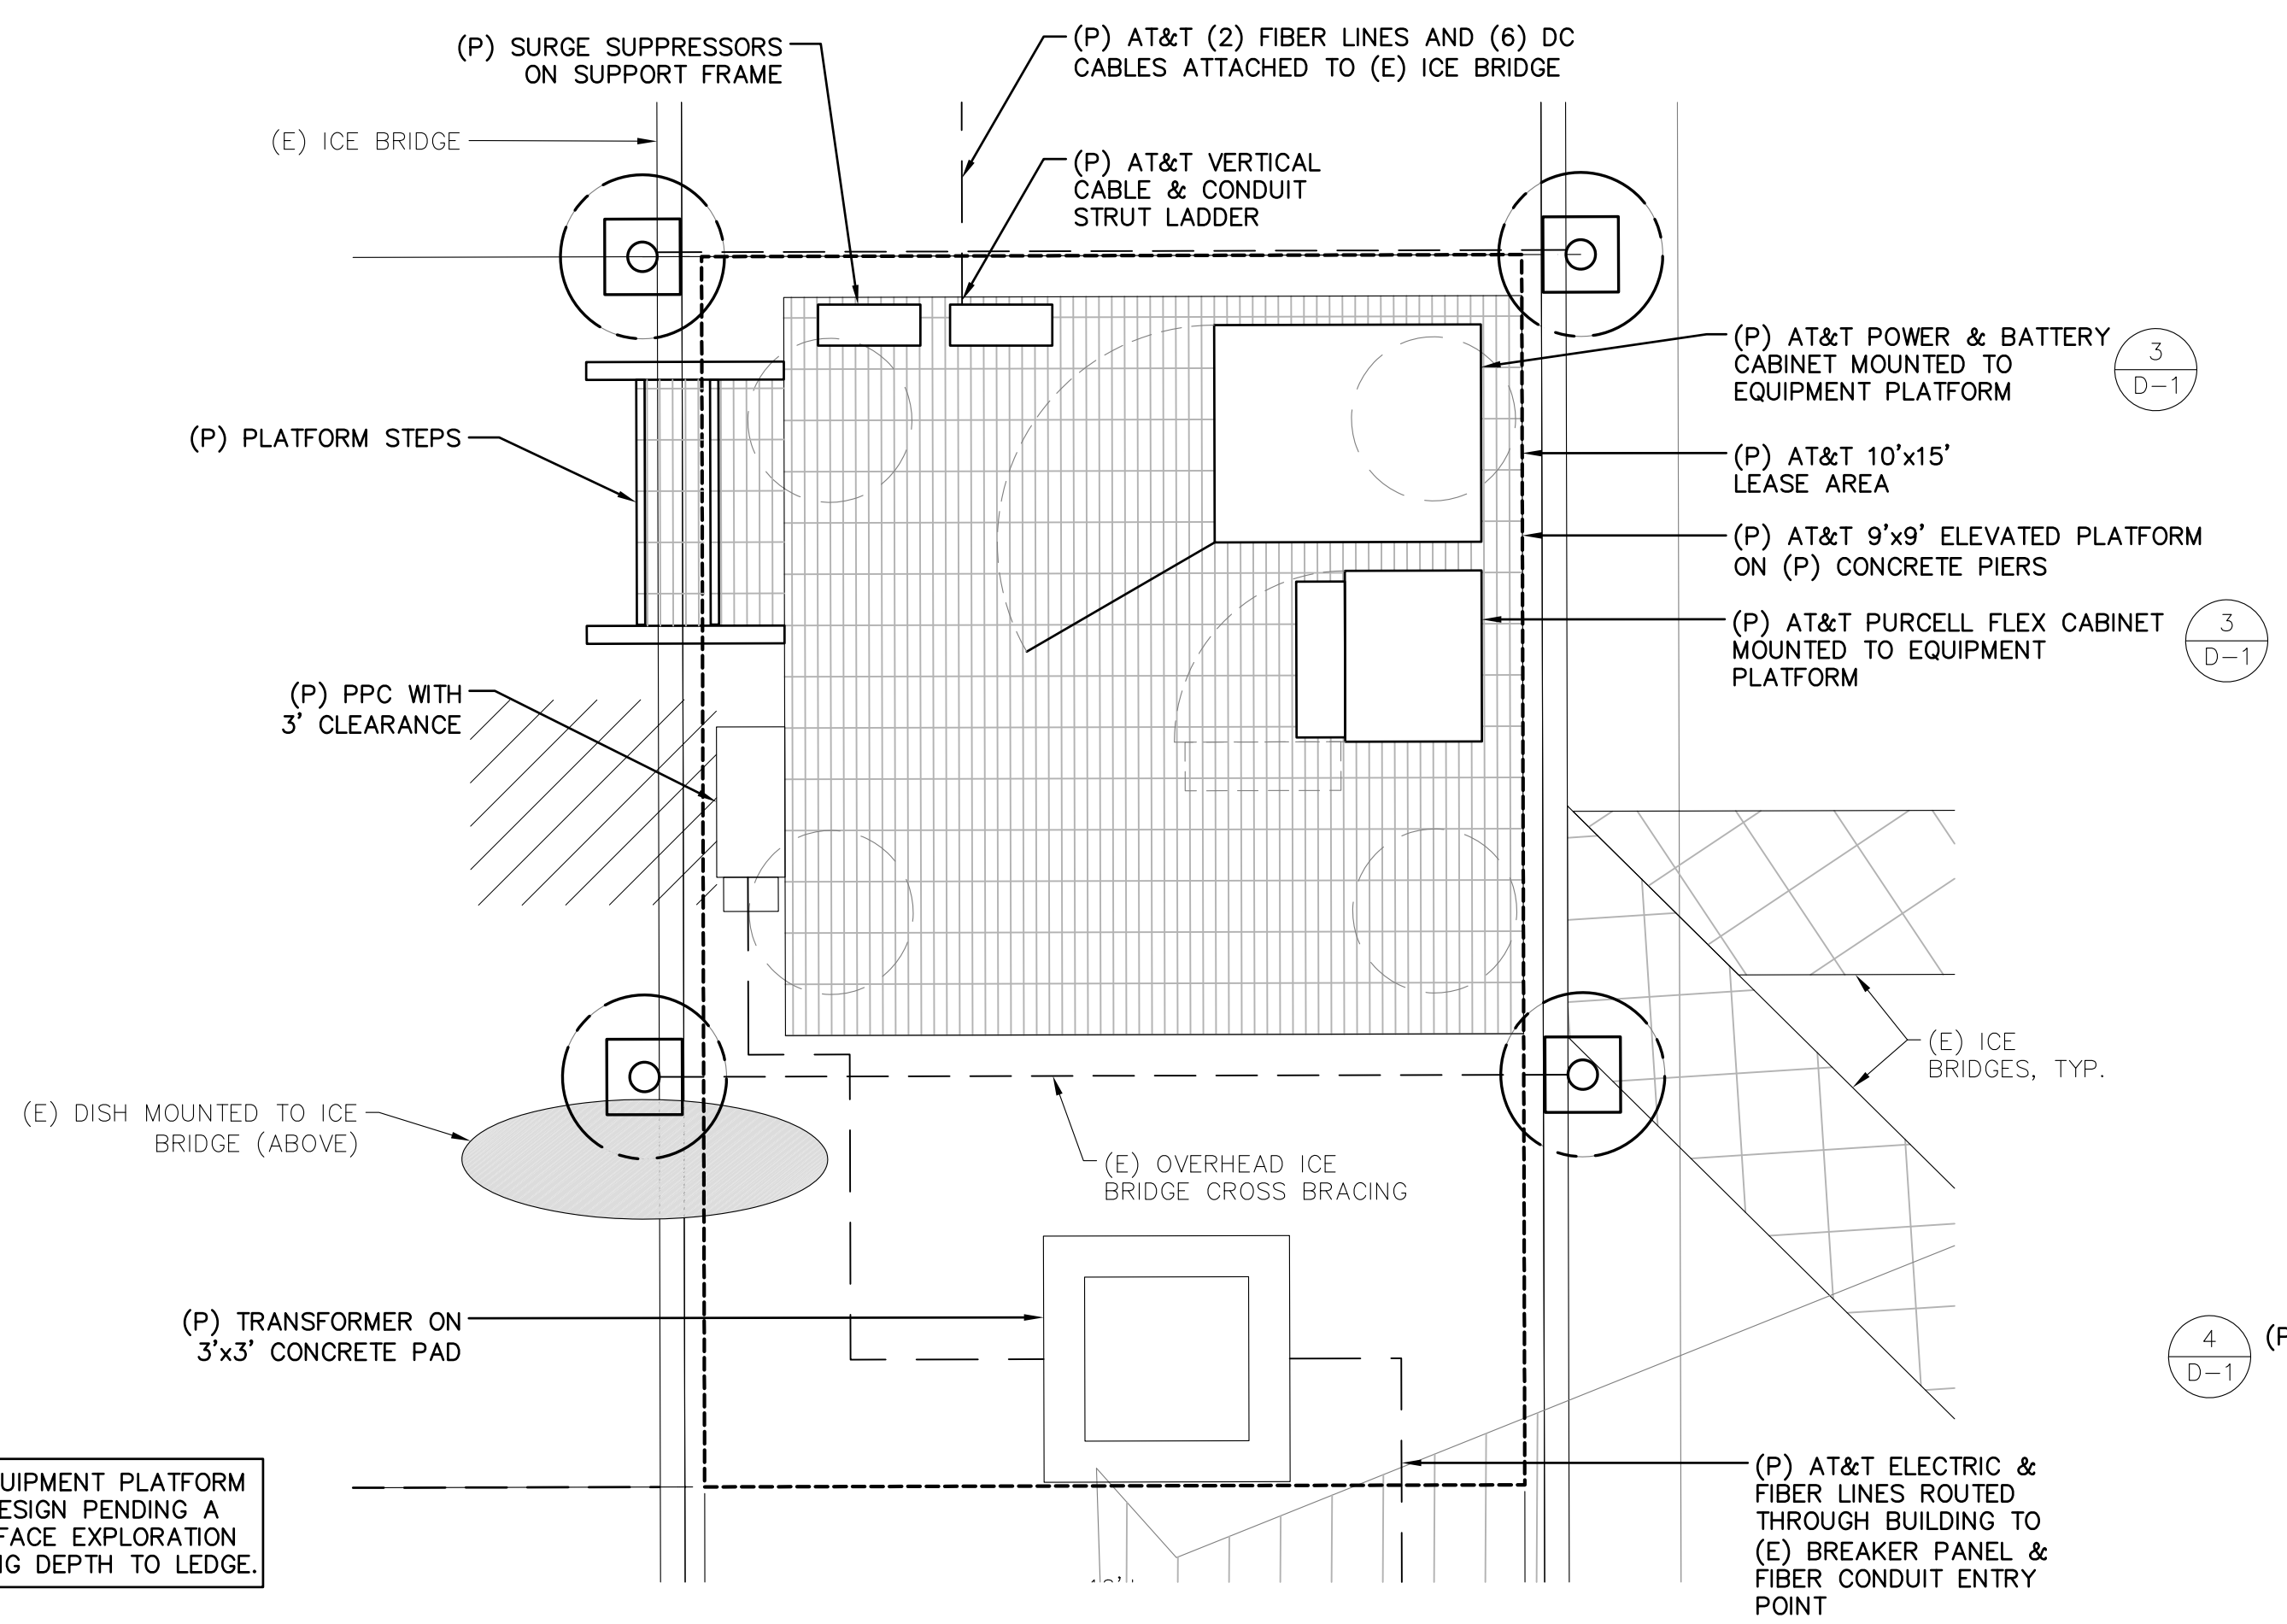 (P) SURGE SUPPRESSORS
ON SUPPORT FRAME
(P) AT&T (2) FIBER LINES AND (6) DC
CABLES ATTACHED TO (E) ICE BRIDGE
(E) ICE BRIDGE
(P) AT&T VERTICAL
CABLE & CONDUIT
STRUT LADDER
(P) AT&T POWER & BATTERY
CABINET MOUNTED TO
EQUIPMENT PLATFORM
3
D-1
(P) PLATFORM STEPS
(P) AT&T 10'x15'
LEASE AREA
(P) AT&T 9'x9' ELEVATED PLATFORM
ON (P) CONCRETE PIERS
(P) AT&T PURCELL FLEX CABINET
MOUNTED TO EQUIPMENT
PLATFORM
3
D-1
(P) PPC WITH
3' CLEARANCE
(E) ICE
BRIDGES, TYP.
(E) DISH MOUNTED TO ICE
BRIDGE (ABOVE)
(E) OVERHEAD ICE
BRIDGE CROSS BRACING
(P) TRANSFORMER ON
3'x3' CONCRETE PAD
4
D-1
(P
UIPMENT PLATFORM
ESIGN PENDING A
FACE EXPLORATION
NG DEPTH TO LEDGE.
(P) AT&T ELECTRIC &
FIBER LINES ROUTED
THROUGH BUILDING TO
(E) BREAKER PANEL &
FIBER CONDUIT ENTRY
POINT